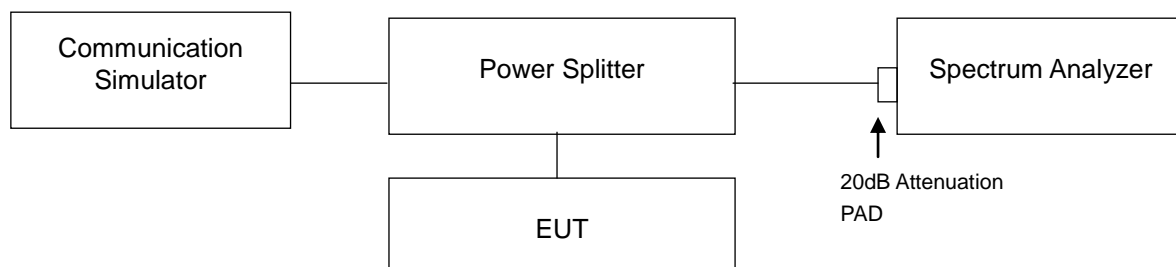 Communication
Simulator
Power Splitter
Spectrum Analyzer
20dB Attenuation
PAD
EUT